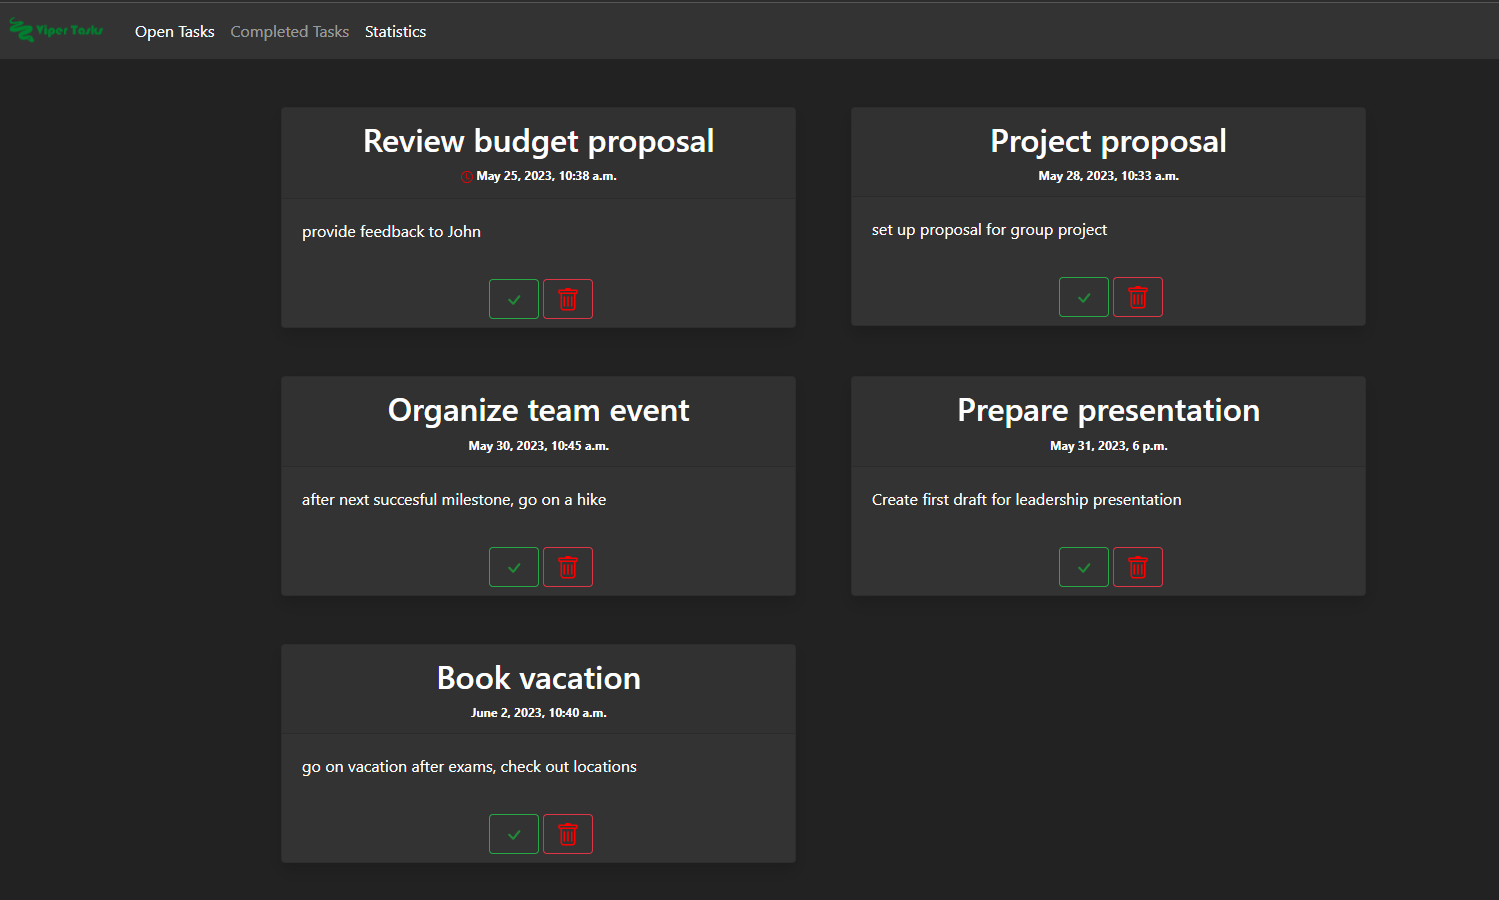 Viper Tasks
Open Tasks
Completed Tasks
Statistics
Review budget proposal
May 25, 2023, 10:38 a.m.
provide feedback to John
Project proposal
May 28, 2023, 10:33 a.m.
set up proposal for group project
Organize team event
May 30, 2023, 10:45 a.m.
after next succesful milestone, go on a hike
Prepare presentation
May 31, 2023, 6 p.m.
Create first draft for leadership presentation
Book vacation
June 2, 2023, 10:40 a.m.
go on vacation after exams, check out locations